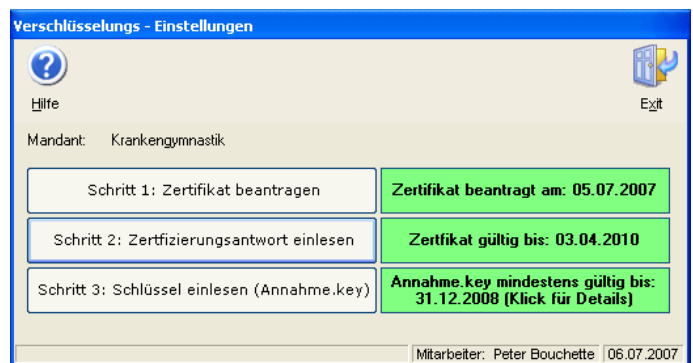 Verschlüsselungs - Einstellungen
Hilfe
Exit
Mandant: Krankengymnastik
Schritt 1: Zertifikat beantragen
Zertifikat beantragt am: 05.07.2007
Schritt 2: Zertfizierungsantwort einlesen
Zertfikat gültig bis: 03.04.2010
Schritt 3: Schlüssel einlesen (Annahme.key)
Annahme.key mindestens gültig bis:
31.12.2008 (Klick für Details)
Mitarbeiter: Peter Bouchette 06.07.2007